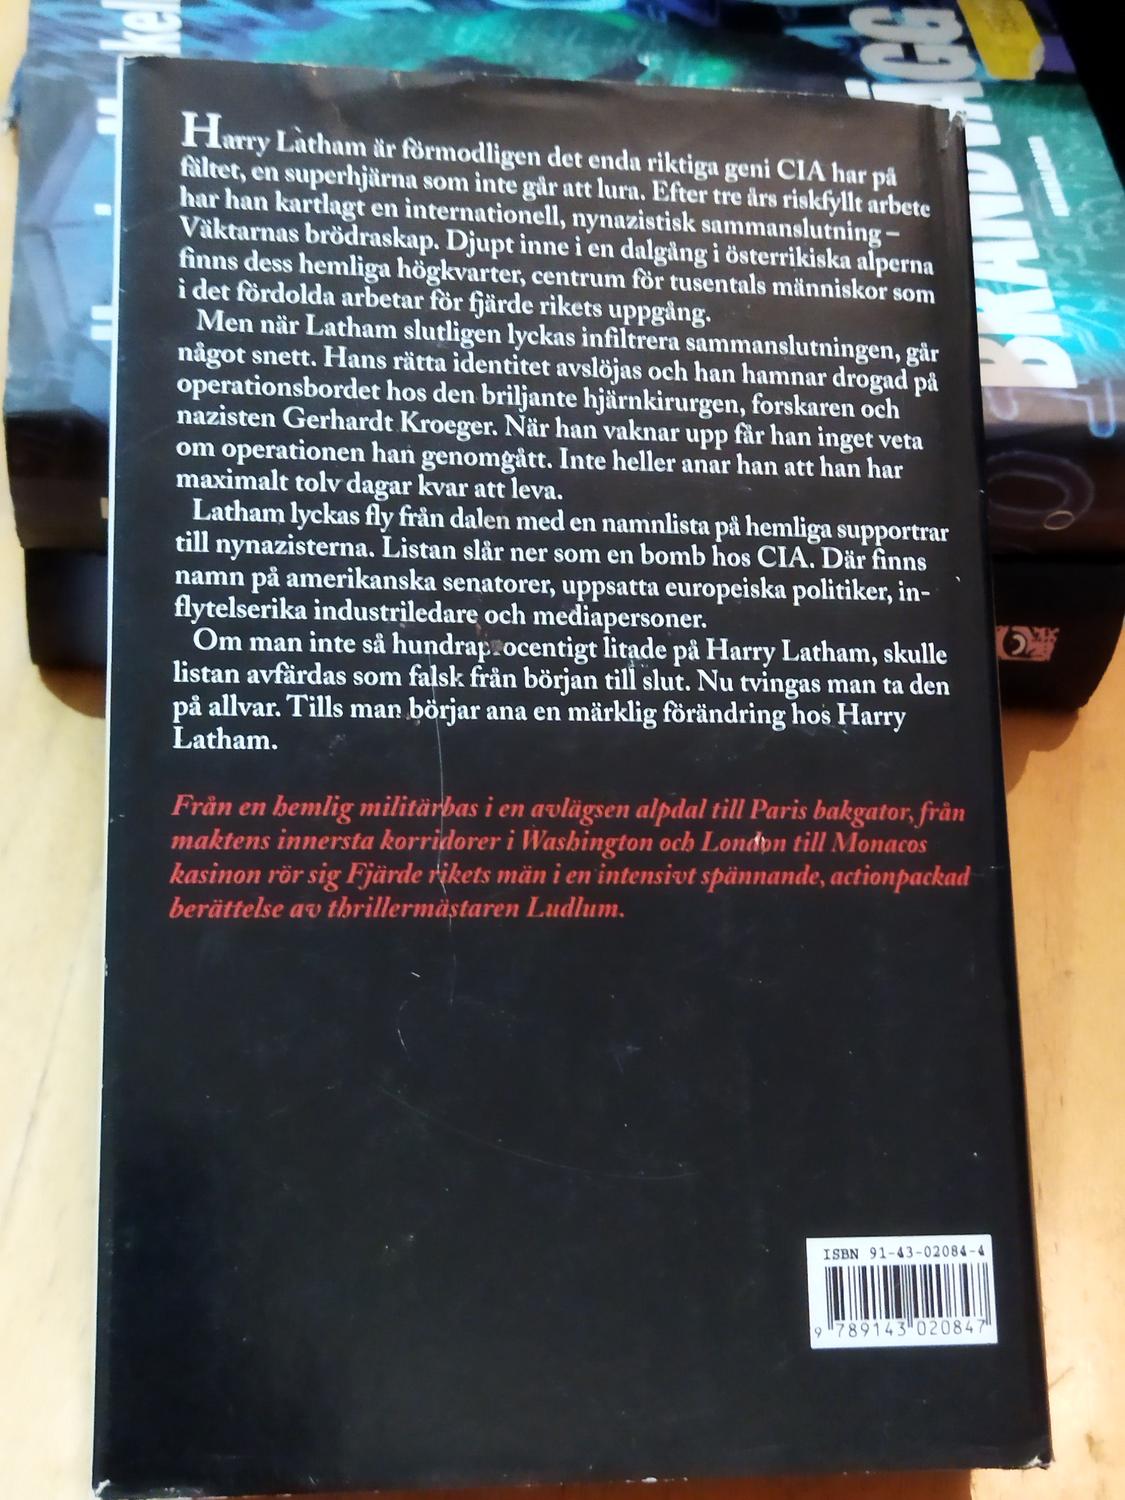 Harry Latham är förmodligen det enda riktiga geni CIA har på
fältet, en superhjärna som inte går att lura. Efter tre års riskfyllt arbete
har han kartlagt en internationell, nynazistisk sammanslutning –
Väktarnas brödraskap. Djupt inne i en dalgång i österrikiska alperna
finns dess hemliga högkvarter, centrum för tusentals människor som
i det fördolda arbetar för fjärde rikets uppgång.
Men när Latham slutligen lyckas infiltrera sammanslutningen, går
något snett. Hans rätta identitet avslöjas och han hamnar drogad på
operationsbordet hos den briljante hjärnkirurgen, forskaren och
nazisten Gerhardt Kroeger. När han vaknar upp får han inget veta
om operationen han genomgått. Inte heller anar han att han har
maximalt tolv dagar kvar att leva.
Latham lyckas fly från dalen med en namnlista på hemliga supportrar
till nynazisterna. Listan slår ner som en bomb hos CIA. Där finns
namn på amerikanska senatorer, uppsatta europeiska politiker, in-
flytelserika industriledare och mediapersoner.
Om man inte så hundraprocentigt litade på Harry Latham, skulle
listan avfärdas som falsk från början till slut. Nu tvingas man ta den
på allvar. Tills man börjar ana en märklig förändring hos Harry
Latham.
Från en hemlig militärbas i en avlägsen alpdal till Paris bakgator, från
maktens innersta korridorer i Washington och London till Monacos
kasinon rör sig Fjärde rikets män i en intensivt spännande, actionpackad
berättelse av thrillermästaren Ludlum.
ISBN 91-43-02084-4
9 789143 020847
BRANDVÄGG